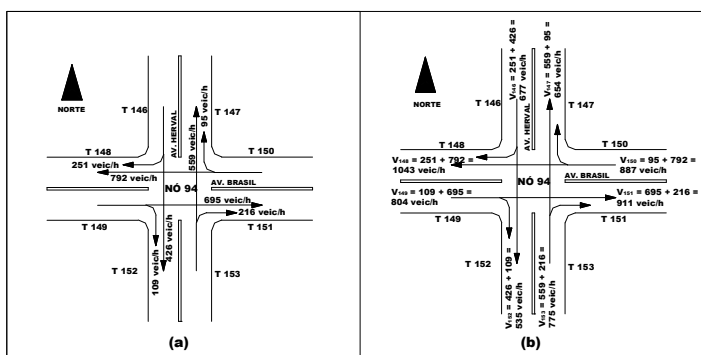 NORTE
T 146
T 147
AV. HERVAL
559 veic/h
95 veic/h
T 148
T 150
251 veic/h
792 veic/h
NÓ 94
AV. BRASIL
695 veic/h
216 veic/h
T 149
T 151
109 veic/h
426 veic/h
T 152
T 153
(a)
NORTE
V146 = 251 + 426 =
677 veic/h
V147 = 559 + 95 =
654 veic/h
T 146
T 147
AV. HERVAL
T 148
T 150
V148 = 251 + 792 =
1043 veic/h
V150 = 95 + 792 =
887 veic/h
NÓ 94
AV. BRASIL
V149 = 109 + 695 =
804 veic/h
V151 = 695 + 216 =
911 veic/h
T 149
T 151
T 152
T 153
V152 = 426 + 109 =
535 veic/h
V153 = 559 + 216 =
775 veic/h
(b)